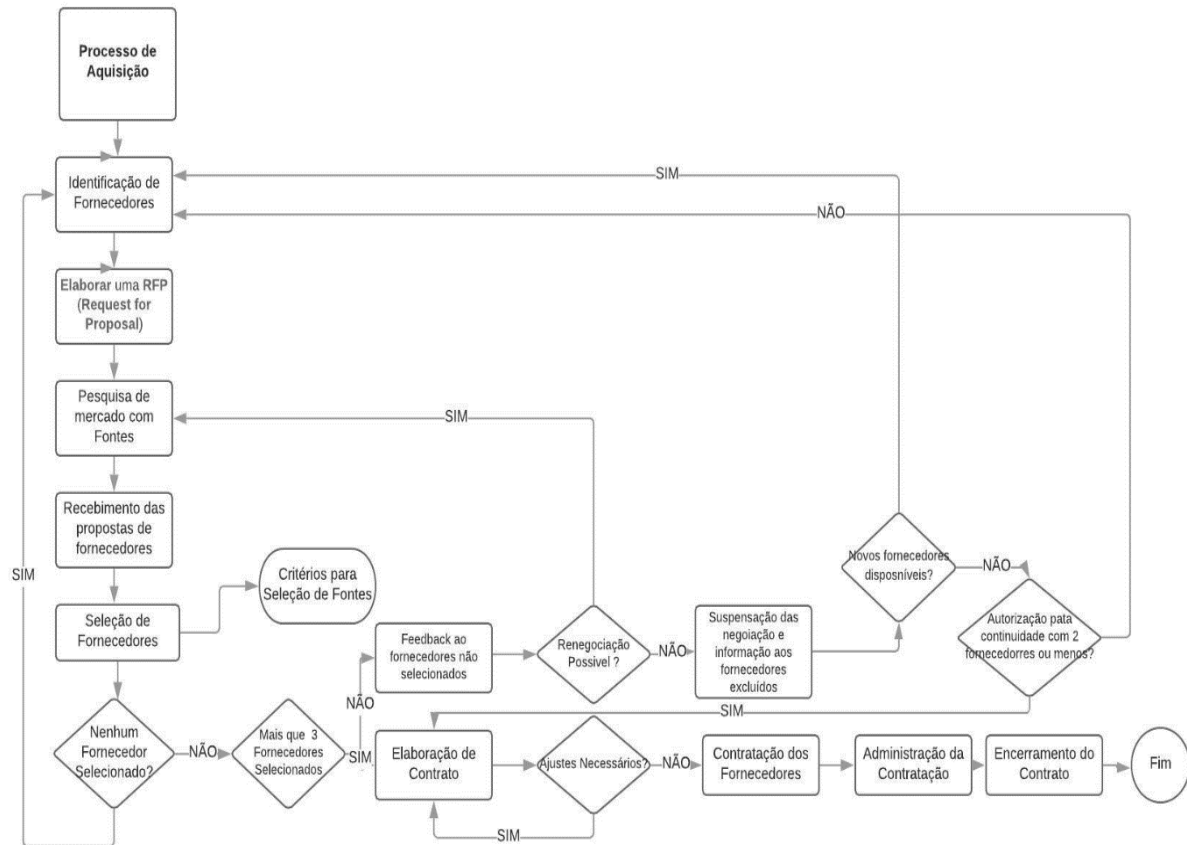 Processo de
Aquisição
Identificação de
Fornecedores
Elaborar uma RFP
(Request for
Proposal)
Pesquisa de
mercado com
Fontes
Recebimento das
propostas de
fornecedores
Seleção de
Fornecedores
Critérios para
Seleção de Fontes
Nenhum
Fornecedor
Selecionado?
SIM
NÃO
Mais que 3
Fornecedores
Selecionados
NÃO
SIM
Feedback ao
fornecedores não
selecionados
Renegociação
Possivel ?
SIM
NÃO
Suspensação das
negoiação e
informação aos
fornecedores
excluídos
Novos fornecedores
disposníveis?
SIM
NÃO
Autorização pata
continuidade com 2
fornecedorres ou menos?
NÃO
SIM
Elaboração de
Contrato
Ajustes Necessários?
SIM
NÃO
Contratação dos
Fornecedores
Administração da
Contratação
Encerramento do
Contrato
Fim